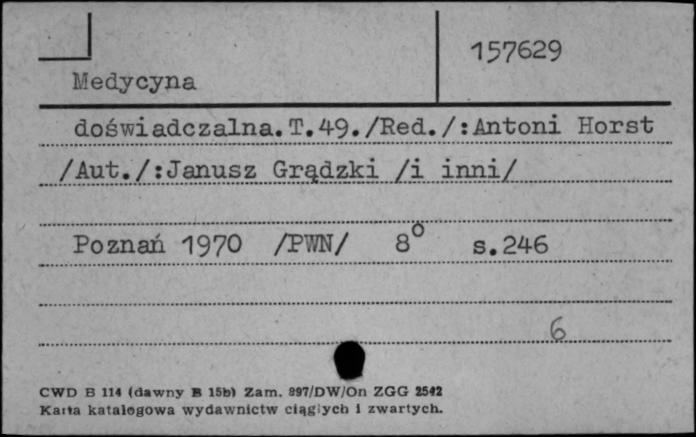 157629
Medycyna
doświadczalna.T.49./Red./:Antoni Horst
/Aut./:Janusz Grądzki /i inni/
Poznań 1970 /PWN/ 8⁰ s.246
6
CWD B 114 (dawny B 15b) Zam. 897/DW/On ZGG 2542
Karta katalogowa wydawnictw ciągłych i zwartych.